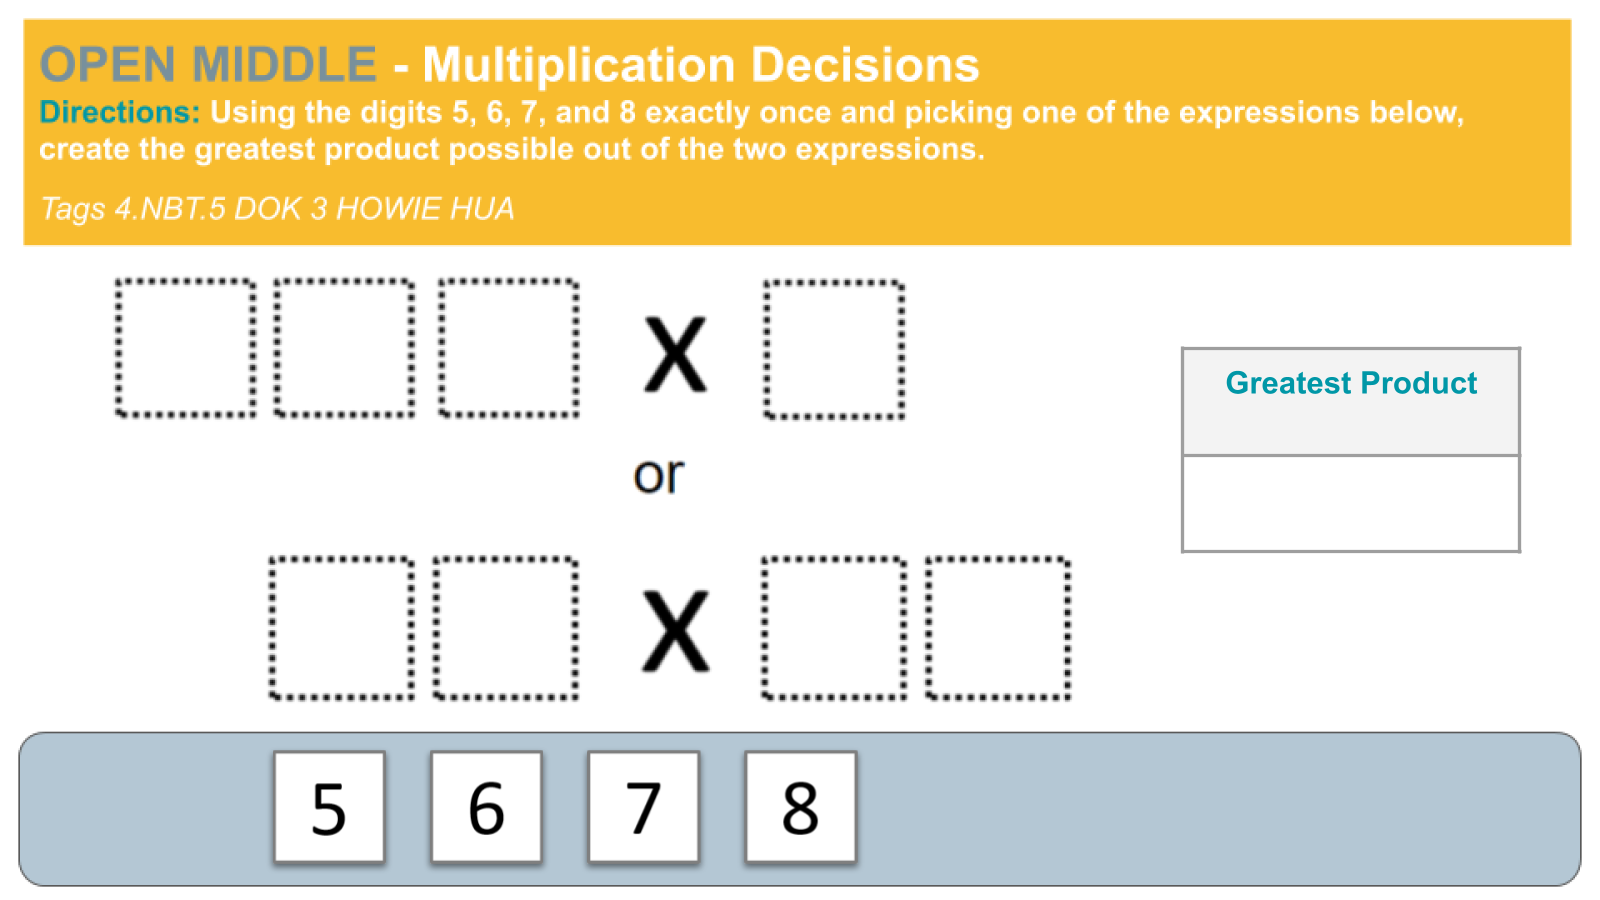 OPEN MIDDLE - Multiplication Decisions
Directions: Using the digits 5, 6, 7, and 8 exactly once and picking one of the expressions below,
create the greatest product possible out of the two expressions.
Tags 4.NBT.5 DOK 3 HOWIE HUA
X
Greatest Product
or
X
5 6 7 8